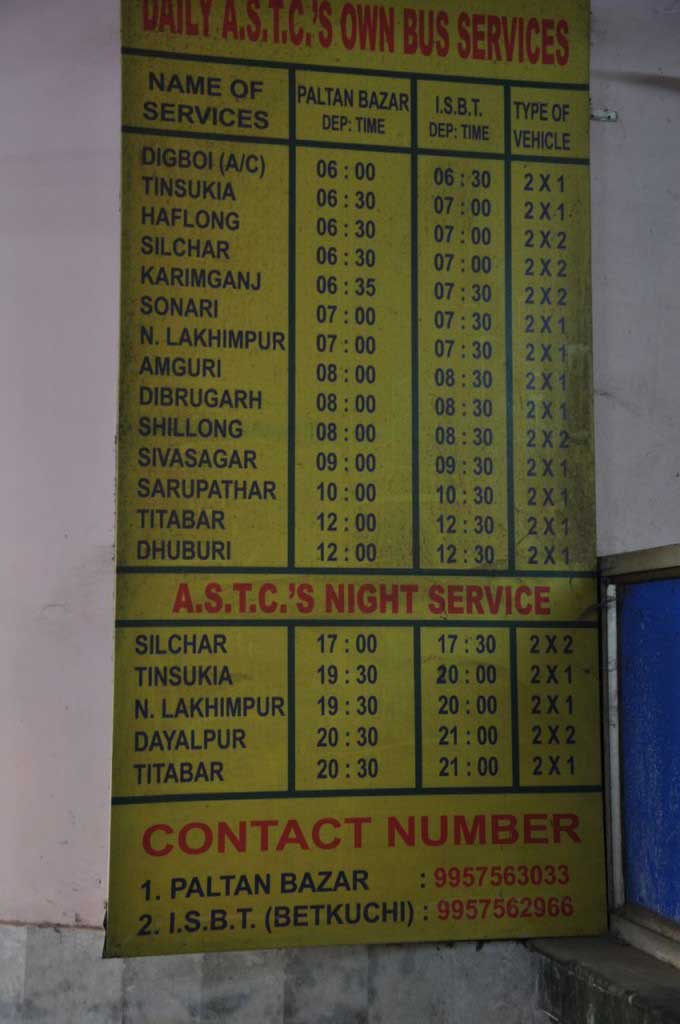 DAILY A.S.T.C.'S OWN BUS SERVICES
NAME OF SERVICES PALTAN BAZAR DEP: TIME I.S.B.T. DEP: TIME TYPE OF VEHICLE
DIGBOI (A/C) 06 : 00 06 : 30 2 X 1
TINSUKIA 06 : 30 07 : 00 2 X 1
HAFLONG 06 : 30 07 : 00 2 X 2
SILCHAR 06 : 30 07 : 00 2 X 2
KARIMGANJ 06 : 35 07 : 30 2 X 2
SONARI 07 : 00 07 : 30 2 X 1
N. LAKHIMPUR 07 : 00 07 : 30 2 X 1
AMGURI 08 : 00 08 : 30 2 X 1
DIBRUGARH 08 : 00 08 : 30 2 X 1
SHILLONG 08 : 00 08 : 30 2 X 2
SIVASAGAR 09 : 00 09 : 30 2 X 1
SARUPATHAR 10 : 00 10 : 30 2 X 1
TITABAR 12 : 00 12 : 30 2 X 1
DHUBURI 12 : 00 12 : 30 2 X 1
A.S.T.C.'S NIGHT SERVICE
SILCHAR 17 : 00 17 : 30 2 X 2
TINSUKIA 19 : 30 20 : 00 2 X 1
N. LAKHIMPUR 19 : 30 20 : 00 2 X 1
DAYALPUR 20 : 30 21 : 00 2 X 2
TITABAR 20 : 30 21 : 00 2 X 1
CONTACT NUMBER
1. PALTAN BAZAR : 9957563033
2. I.S.B.T. (BETKUCHI) : 9957562966